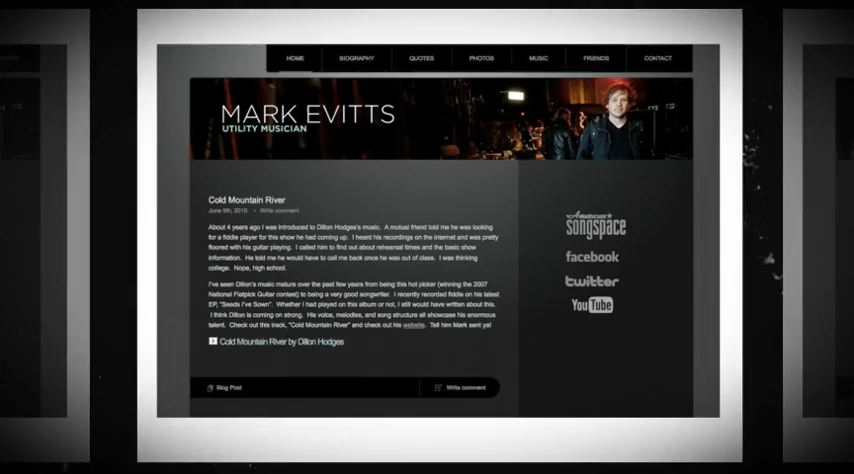 HOME BIOGRAPHY QUOTES PHOTOS MUSIC FRIENDS CONTACT
MARK EVITTS
UTILITY MUSICIAN
Cold Mountain River
June 9th, 2010 • Write comment
About 4 years ago I was introduced to Dillon Hodges's music. A mutual friend told me he was looking
for a fiddle player for this show he had coming up. I heard his recordings on the internet and was pretty
floored with his guitar playing. I called him to find out about rehearsal times and the basic show
information. He told me he would have to call me back once he was out of class. I was thinking
college. Nope, high school.
I've seen Dillon's music mature over the past few years from being this hot picker (winning the 2007
National Flatpick Guitar contest) to being a very good songwriter. I recently recorded fiddle on his latest
EP, "Seeds I've Sown". Whether I had played on this album or not, I still would have written about this.
I think Dillon is coming on strong. His voice, melodies, and song structure all showcase his enormous
talent. Check out this track, "Cold Mountain River" and check out his website. Tell him Mark sent ya!
Cold Mountain River by Dillon Hodges
Blog Post Write comment
American
songspace
facebook
twitter
YouTube